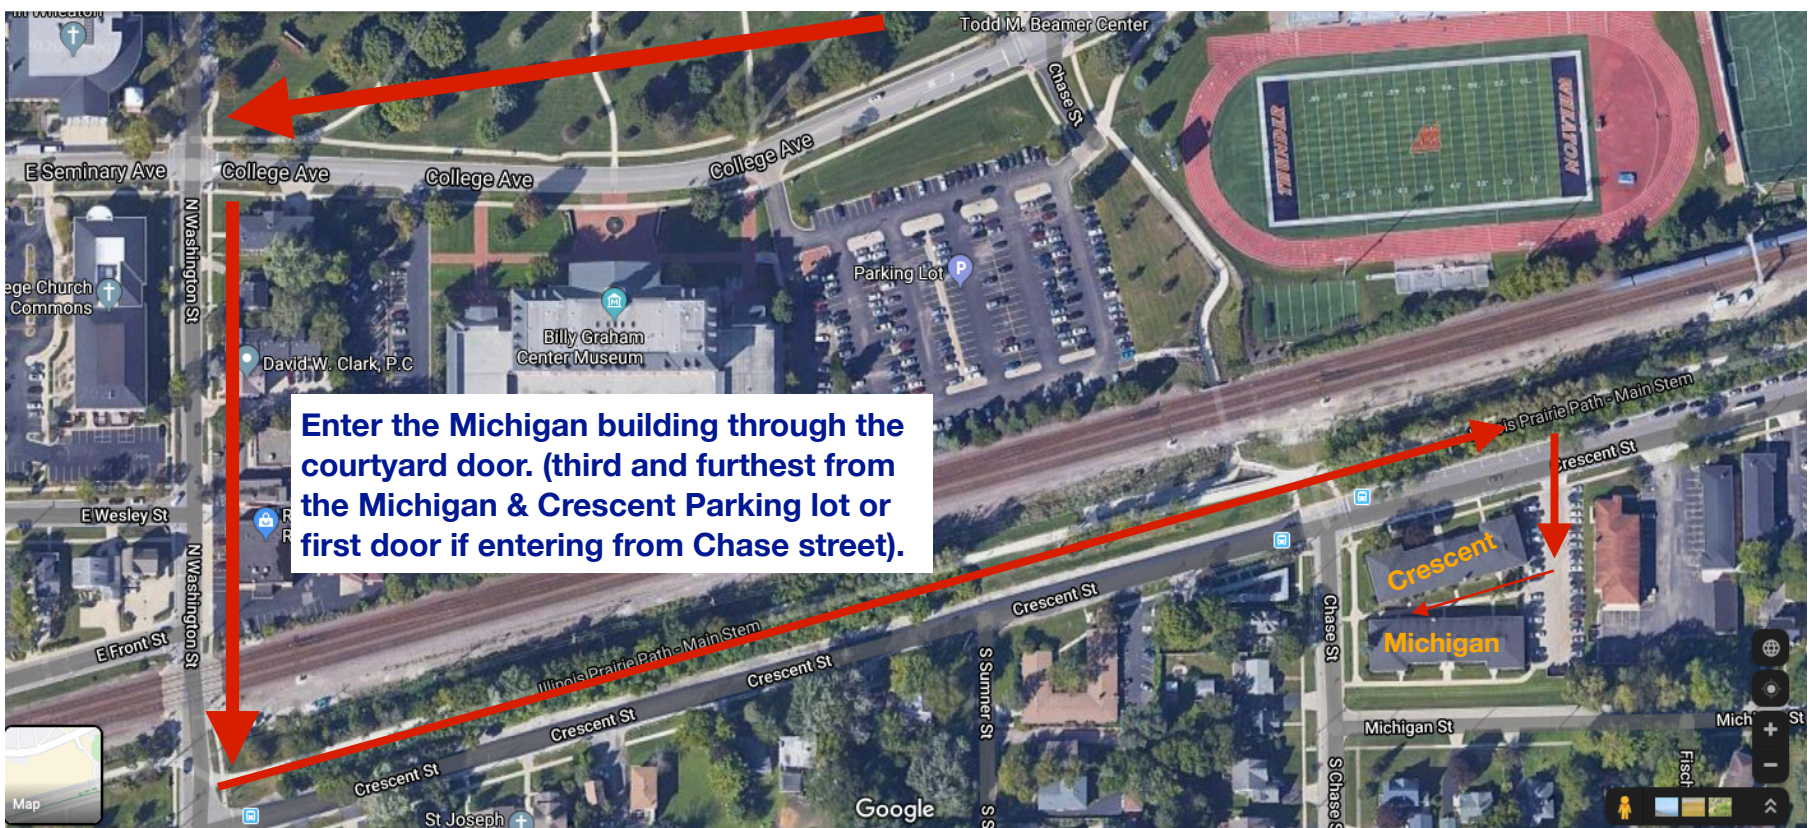 in Wheaton
Todd M. Beamer Center
Chase St
THUNDER
W
WHEATON
E Seminary Ave
College Ave
College Ave
College Ave
N Washington St
Parking Lot
P
ege Church
Commons
Billy Graham
Center Museum
David W. Clark, P.C
is Prairie Path - Main Stem
Enter the Michigan building through the
courtyard door. (third and furthest from
the Michigan & Crescent Parking lot or
first door if entering from Chase street).
Crescent St
E Wesley St
R
R
N Washington St
Crescent
Crescent St
Chase St
Michigan
E Front St
Illinois Prairie Path - Main Stem
Crescent St
S Sumner St
Crescent St
Michigan St
Mich
St
Crescent St
S Chase S
Fisch
Map
Google
St Joseph
S S